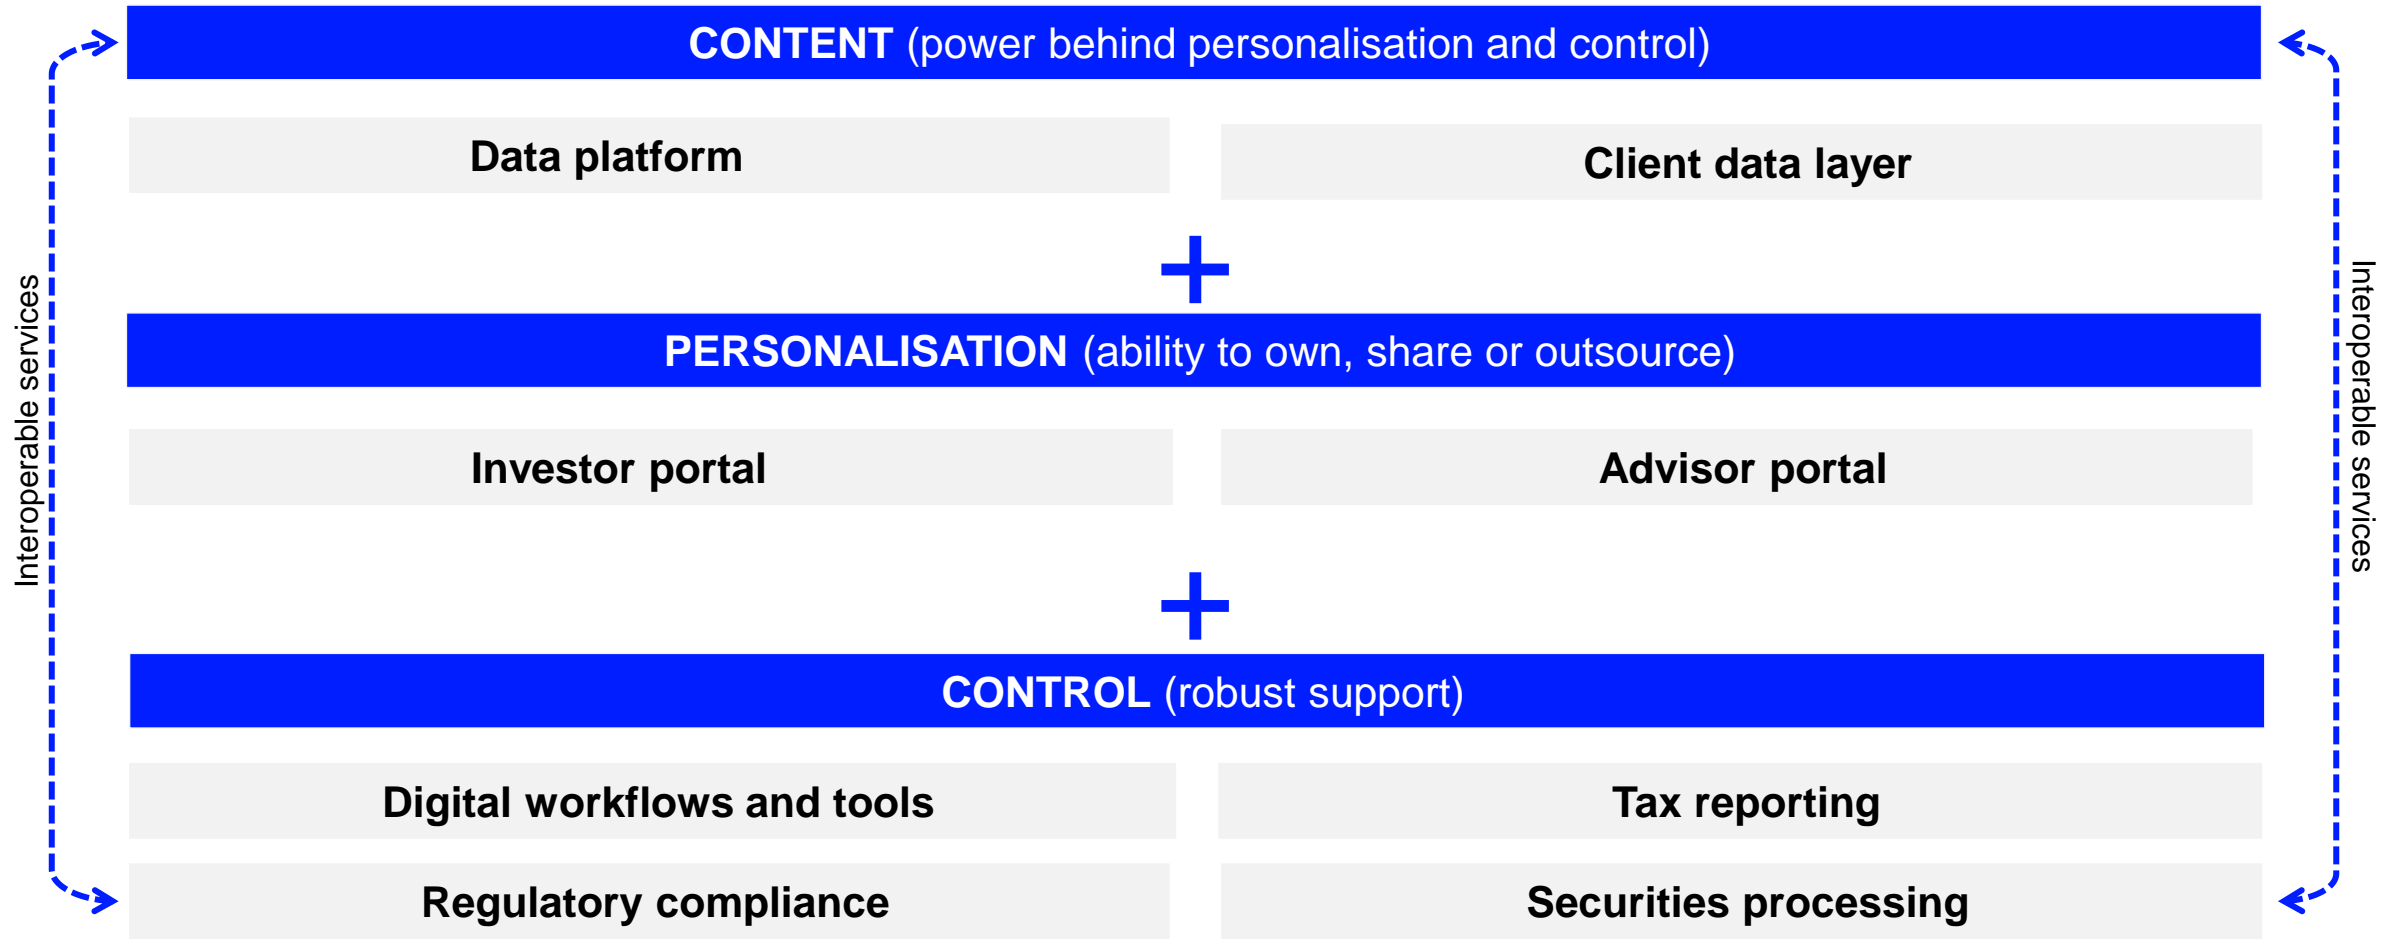 CONTENT (power behind personalisation and control)
Data platform
Client data layer
Interoperable services
Interoperable services
PERSONALISATION (ability to own, share or outsource)
Investor portal
Advisor portal
CONTROL (robust support)
Digital workflows and tools
Tax reporting
Regulatory compliance
Securities processing